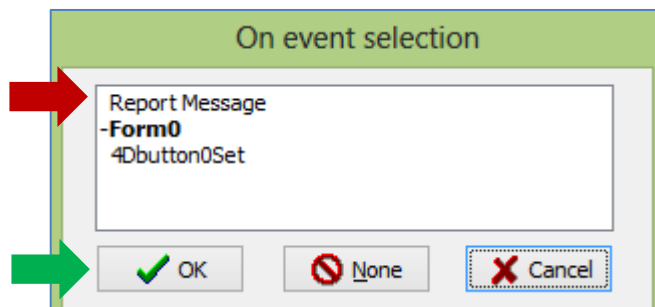 On event selection
Report Message
-Form0
4Dbutton0Set
OK
None
Cancel